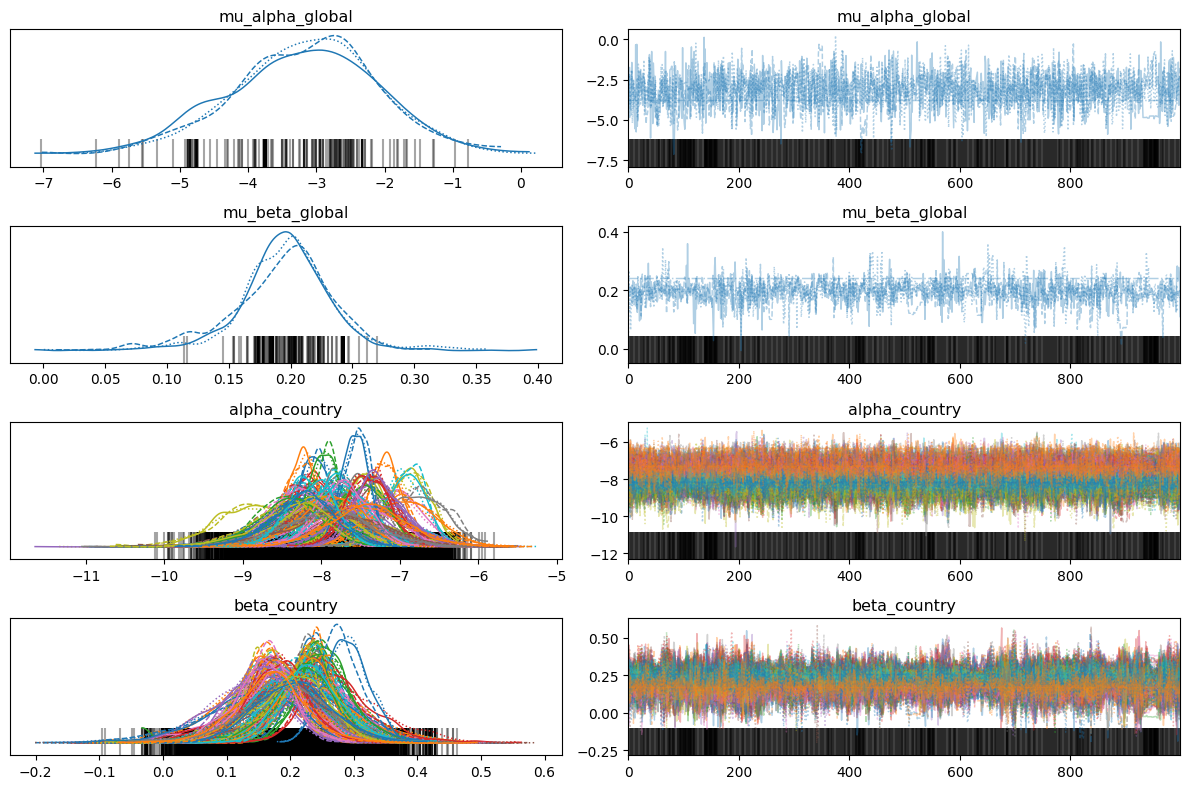 mu_alpha_global
mu_alpha_global
0.0
−2.5
−5.0
−7.5
−7 −6 −5 −4 −3 −2 −1 0
0 200 400 600 800
mu_beta_global
mu_beta_global
0.4
0.2
0.0
0.00 0.05 0.10 0.15 0.20 0.25 0.30 0.35 0.40
0 200 400 600 800
alpha_country
alpha_country
−6
−8
−10
−12
−11 −10 −9 −8 −7 −6 −5
0 200 400 600 800
beta_country
beta_country
0.50
0.25
0.00
−0.25
−0.2 −0.1 0.0 0.1 0.2 0.3 0.4 0.5 0.6
0 200 400 600 800